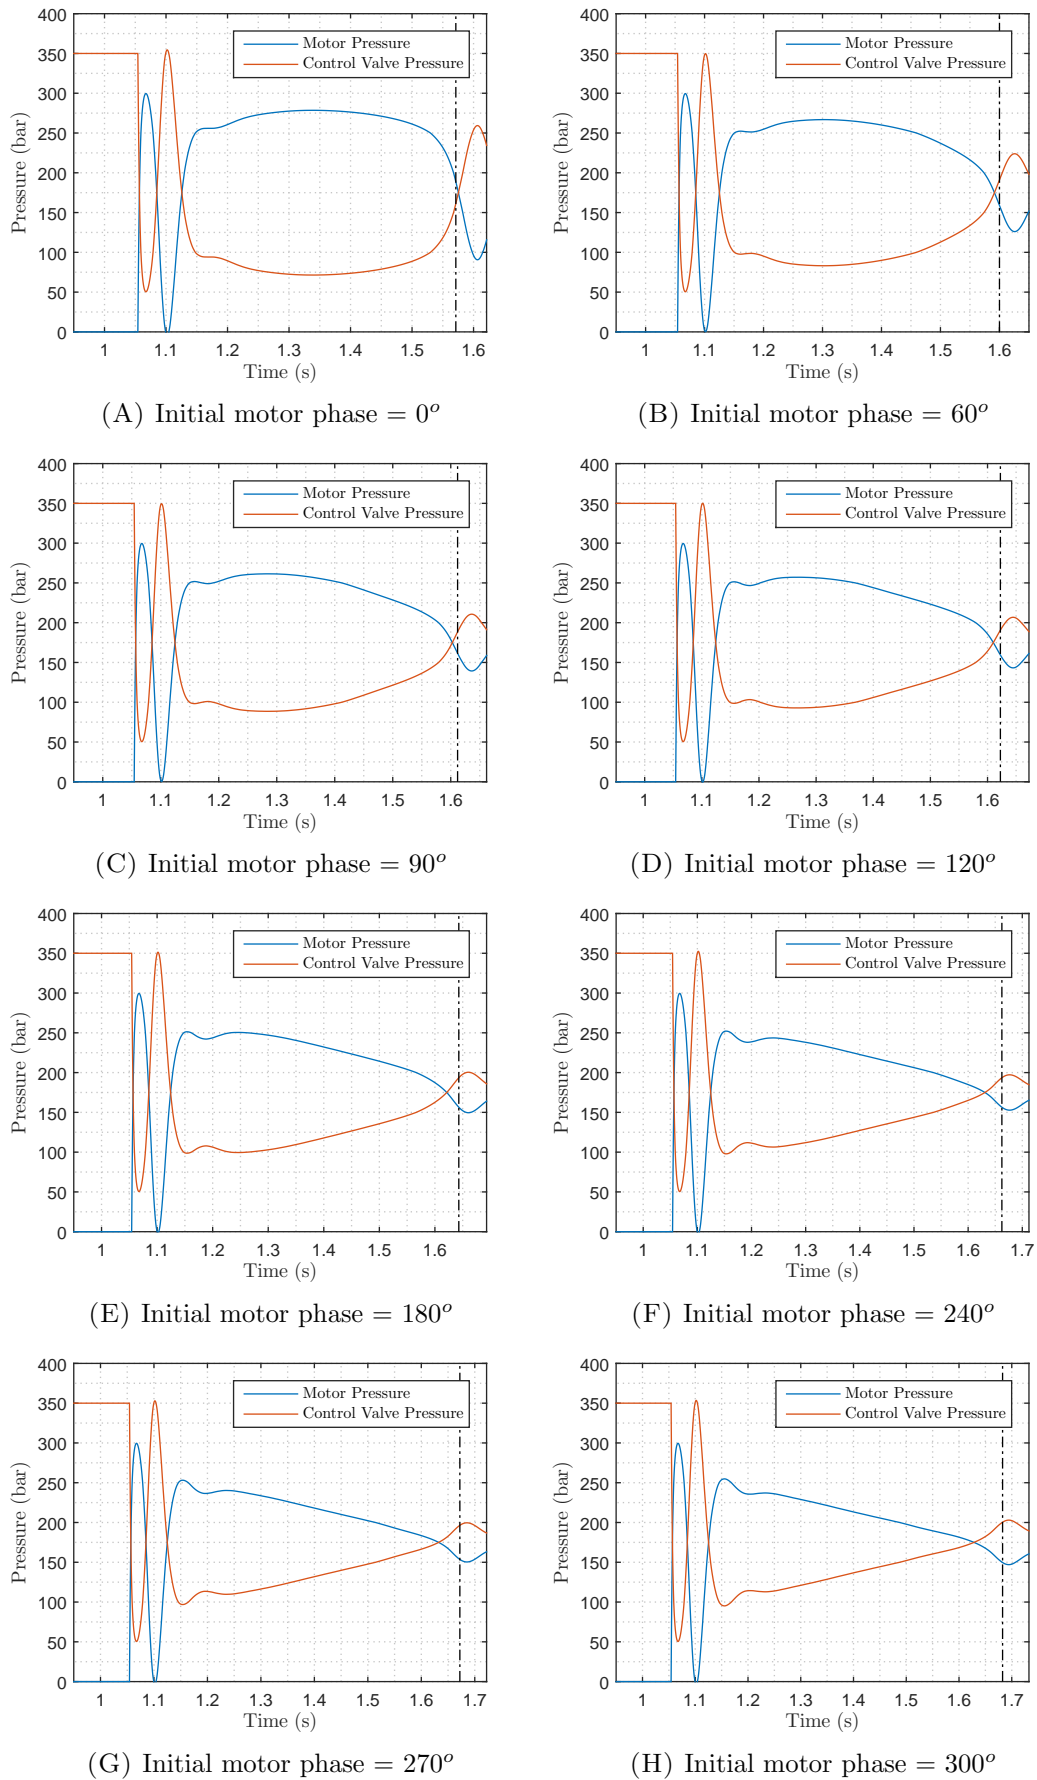 400
350
300
250
200
150
100
50
0
Pressure (bar)
Motor Pressure
Control Valve Pressure
1 1.1 1.2 1.3 1.4 1.5 1.6
Time (s)
(A) Initial motor phase = 0°
400
350
300
250
200
150
100
50
0
Pressure (bar)
Motor Pressure
Control Valve Pressure
1 1.1 1.2 1.3 1.4 1.5 1.6
Time (s)
(B) Initial motor phase = 60°
400
350
300
250
200
150
100
50
0
Pressure (bar)
Motor Pressure
Control Valve Pressure
1 1.1 1.2 1.3 1.4 1.5 1.6
Time (s)
(C) Initial motor phase = 90°
400
350
300
250
200
150
100
50
0
Pressure (bar)
Motor Pressure
Control Valve Pressure
1 1.1 1.2 1.3 1.4 1.5 1.6
Time (s)
(D) Initial motor phase = 120°
400
350
300
250
200
150
100
50
0
Pressure (bar)
Motor Pressure
Control Valve Pressure
1 1.1 1.2 1.3 1.4 1.5 1.6
Time (s)
(E) Initial motor phase = 180°
400
350
300
250
200
150
100
50
0
Pressure (bar)
Motor Pressure
Control Valve Pressure
1 1.1 1.2 1.3 1.4 1.5 1.6 1.7
Time (s)
(F) Initial motor phase = 240°
400
350
300
250
200
150
100
50
0
Pressure (bar)
Motor Pressure
Control Valve Pressure
1 1.1 1.2 1.3 1.4 1.5 1.6 1.7
Time (s)
(G) Initial motor phase = 270°
400
350
300
250
200
150
100
50
0
Pressure (bar)
Motor Pressure
Control Valve Pressure
1 1.1 1.2 1.3 1.4 1.5 1.6 1.7
Time (s)
(H) Initial motor phase = 300°